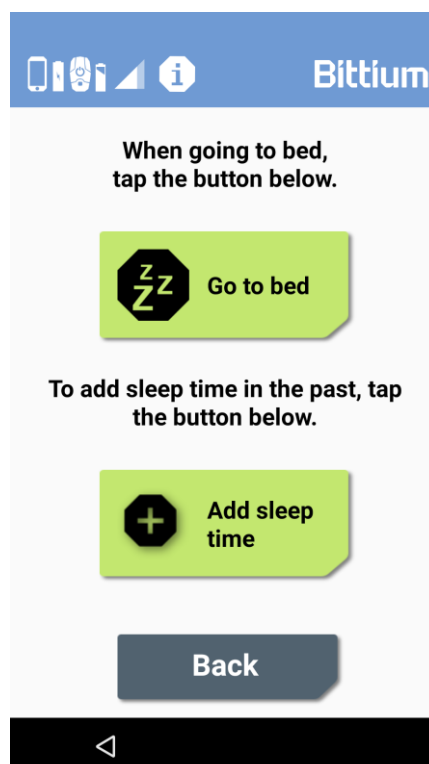 Bittium
When going to bed,
tap the button below.
z
Z Z
Go to bed
To add sleep time in the past, tap
the button below.
Add sleep
time
Back